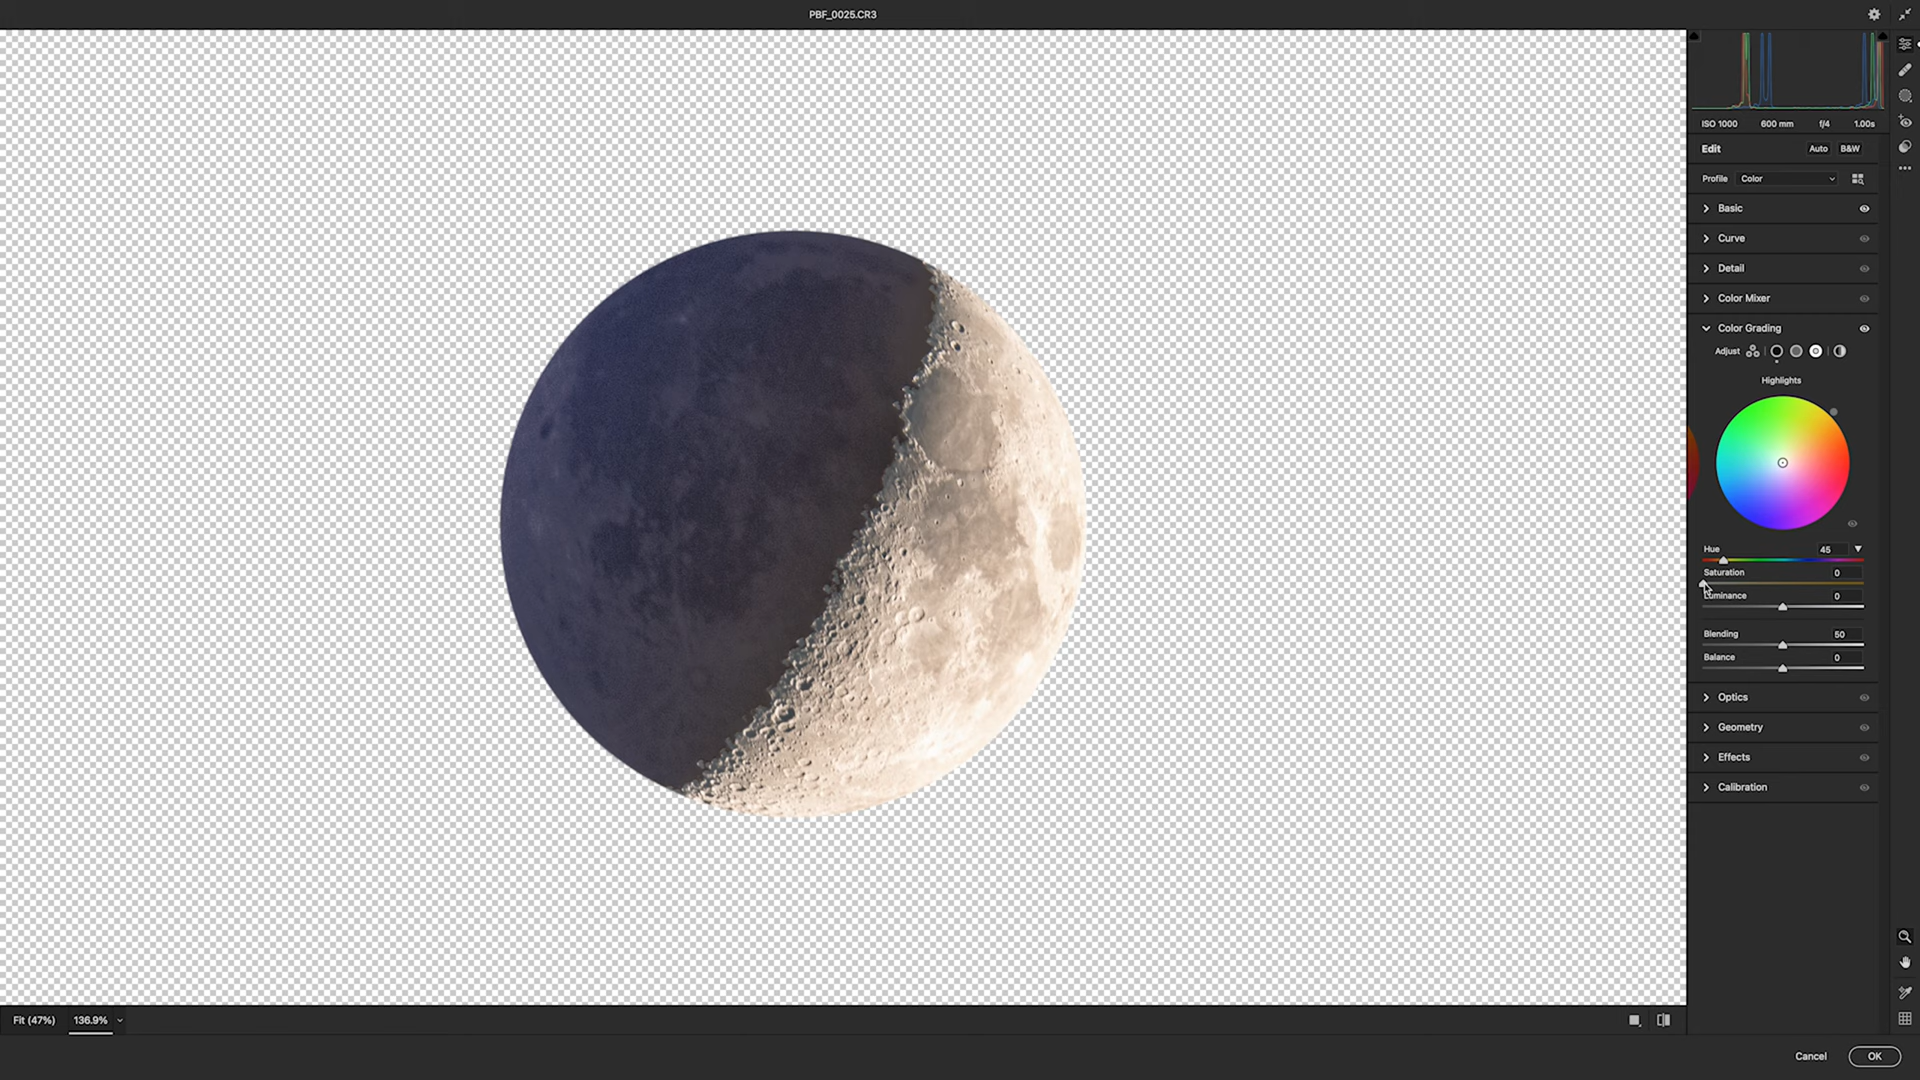 PBF_0025.CR3
ISO 1000 600 mm f/4 1.00s
Edit Auto B&W
Profile Color
Basic
Curve
Detail
Color Mixer
Color Grading
Adjust
Highlights
Hue 45
Saturation 0
Luminance 0
Blending 50
Balance 0
Optics
Geometry
Effects
Calibration
Fit (47%) 136.9%
Cancel OK